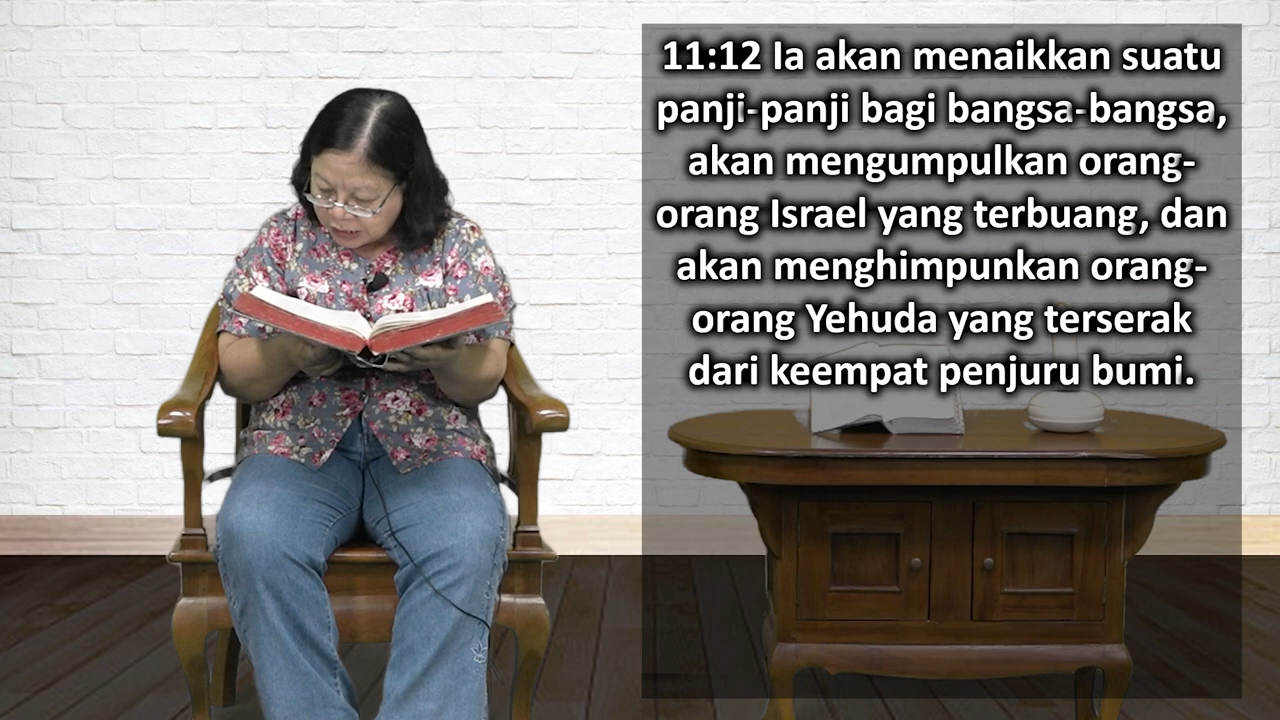 11:12 Ia akan menaikkan suatu
panji-panji bagi bangsa-bangsa,
akan mengumpulkan orang-
orang Israel yang terbuang, dan
akan menghimpunkan orang-
orang Yehuda yang terserak
dari keempat penjuru bumi.